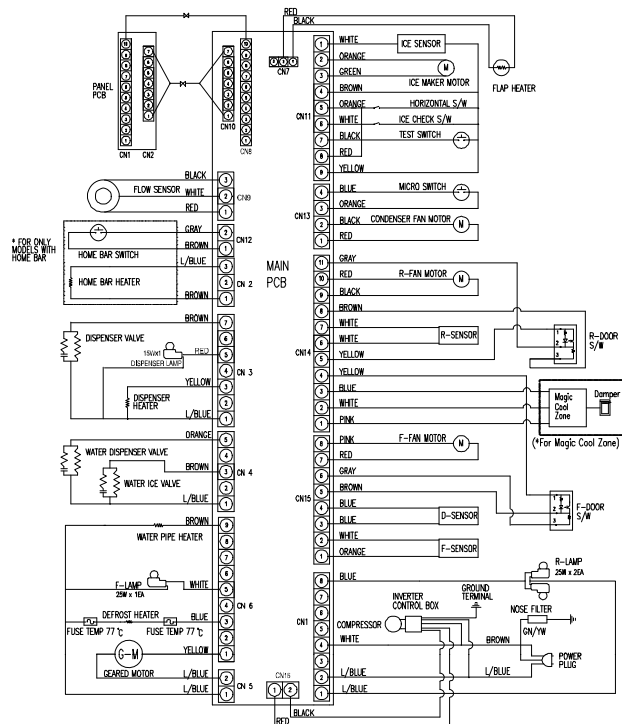 RED
BLACK
PANEL
PCB
CN1
CN2
CN10
CN8
CN7
FLAP HEATER
WHITE
ICE SENSOR
ORANGE
GREEN
M
ICE MAKER MOTOR
BROWN
ORANGE
HORIZONTAL S/W
CN11
WHITE
ICE CHECK S/W
BLACK
TEST SWITCH
RED
YELLOW
BLACK
FLOW SENSOR
WHITE
CN9
RED
BLUE
MICRO SWITCH
ORANGE
CN13
BLACK
CONDENSER FAN MOTOR
M
RED
* FOR ONLY
MODELS WITH
HOME BAR
GRAY
CN12
BROWN
HOME BAR SWITCH
L/BLUE
HOME BAR HEATER
CN 2
BROWN
MAIN
PCB
GRAY
RED
R-FAN MOTOR
M
BLACK
BROWN
WHITE
R-SENSOR
WHITE
CN14
YELLOW
R-DOOR
S/W
YELLOW
BLUE
WHITE
PINK
Magic
Cool
Zone
Damper
(*For Magic Cool Zone)
BROWN
DISPENSER VALVE
15Wx1
RED
DISPENSER LAMP
CN 3
YELLOW
DISPENSER
HEATER
L/BLUE
PINK
F-FAN MOTOR
M
RED
GRAY
BROWN
CN15
BLUE
D-SENSOR
BLUE
WHITE
F-SENSOR
ORANGE
F-DOOR
S/W
ORANGE
WATER DISPENSER VALVE
BROWN
CN 4
WATER ICE VALVE
L/BLUE
BROWN
WATER PIPE HEATER
F-LAMP
25W x 1EA
WHITE
CN 6
DEFROST HEATER
BLUE
FUSE TEMP 77℃
FUSE TEMP 77℃
YELLOW
G-M
GEARED MOTOR
L/BLUE
CN 5
L/BLUE
CN16
1 2
RED
BLACK
BLUE
R-LAMP
25W x 2EA
GROUND
TERMINAL
INVERTER
CONTROL BOX
COMPRESSOR
CN1
NOSE FILTER
GN/YW
WHITE
BROWN
POWER
PLUG
L/BLUE
L/BLUE
L/BLUE